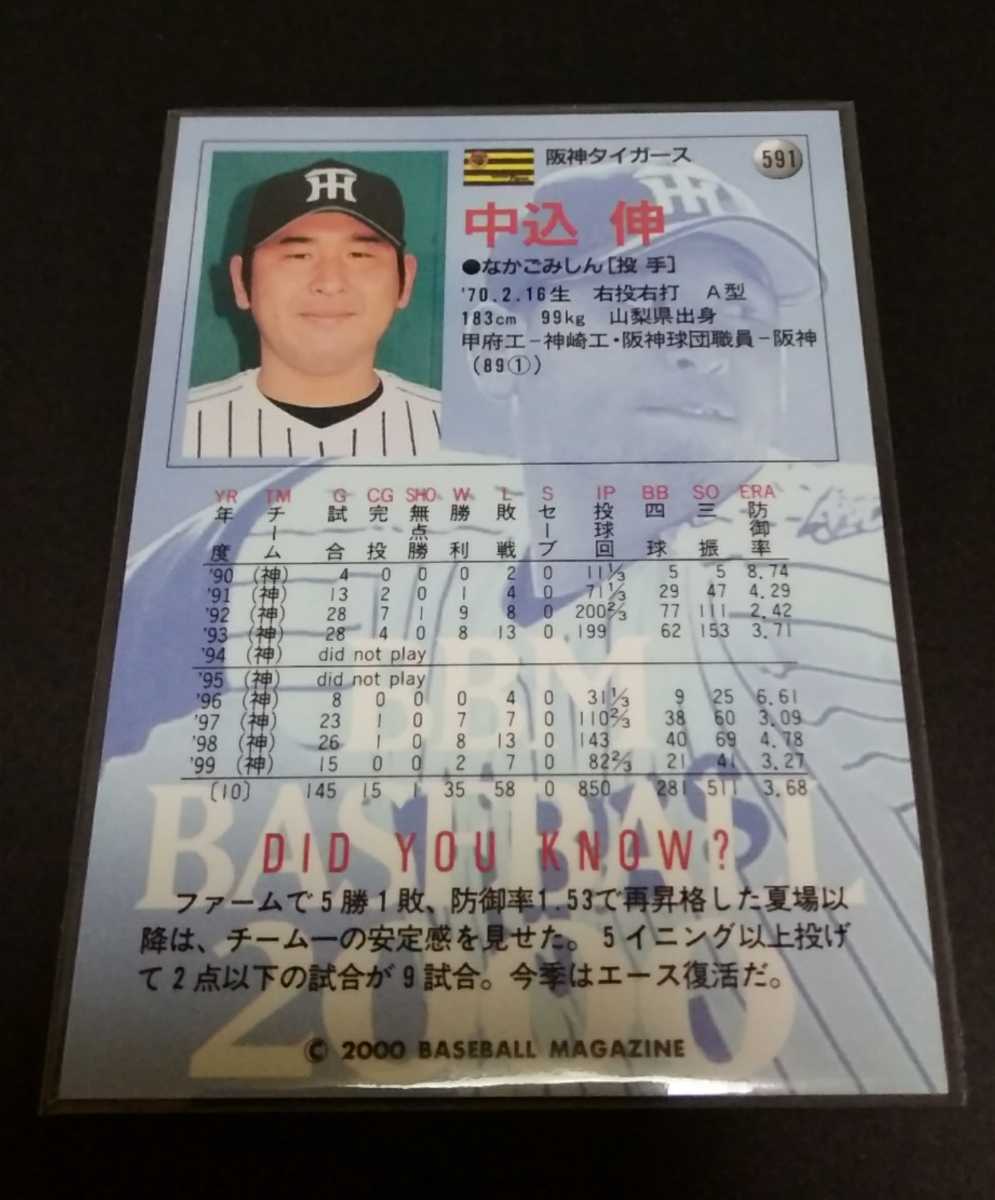 阪神タイガース 591
中込 伸
●なかごみしん[投 手]
'70.2.16生 右投右打 A型
183cm 99kg 山梨県出身
甲府工−神崎工・阪神球団職員−阪神
(89①)
YR TM G CG SHO W L S IP BB SO ERA
年度 チーム 試合 完投 無点勝 勝利 敗戦 セーブ 投球回 四球 三振 防御率
'90 (神) 4 0 0 0 2 0 11 1/3 5 5 8.74
'91 (神) 13 2 0 1 4 0 71 1/3 29 47 4.29
'92 (神) 28 7 1 9 8 0 200 2/3 77 111 2.42
'93 (神) 28 4 0 8 13 0 199 62 153 3.71
'94 (神) did not play
'95 (神) did not play
'96 (神) 8 0 0 0 4 0 31 1/3 9 25 6.61
'97 (神) 23 1 0 7 7 0 110 2/3 38 60 3.09
'98 (神) 26 1 0 8 13 0 143 40 69 4.78
'99 (神) 15 0 0 2 7 0 82 2/3 21 41 3.27
(10) 145 15 1 35 58 0 850 281 511 3.68
BBM
BASEBALL
2000
DID YOU KNOW?
ファームで5勝1敗、防御率1.53で再昇格した夏場以
降は、チーム一の安定感を見せた。5イニング以上投げ
て2点以下の試合が9試合。今季はエース復活だ。
© 2000 BASEBALL MAGAZINE